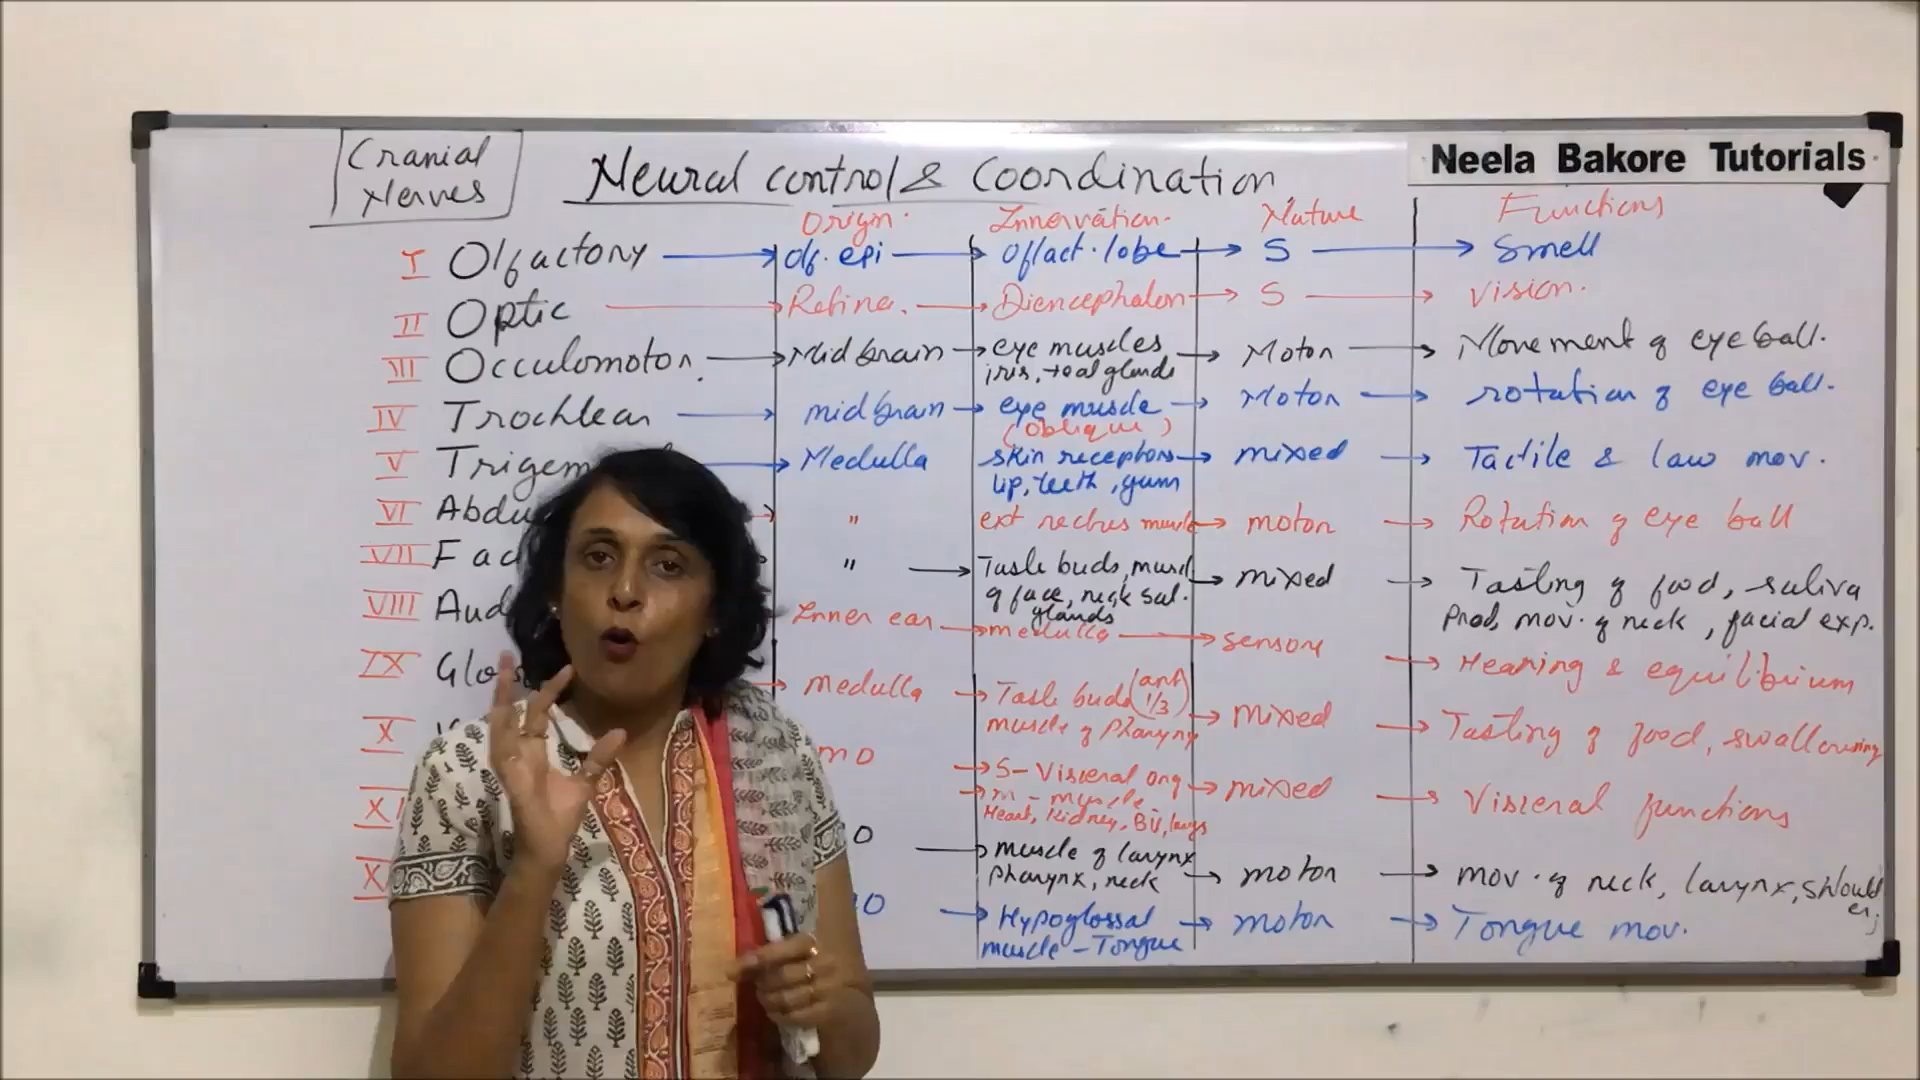 Cranial
Nerves
Neural control & Coordination
Neela Bakore Tutorials
Origin. Innervation. Nature Functions
I Olfactory Olf. epi Olfact. lobe S Smell
II Optic Retina. Diencephalon S Vision.
III Occulomotor. Mid brain eye muscles Motor Movement of eye ball.
iris, tear glands
IV Trochlear midbrain eye muscle Motor rotation of eye ball.
(oblique)
V Trigem Medulla skin receptors mixed Tactile & Jaw mov.
lip, teeth, gum
VI Abdu " ext rectus muscle motor Rotation of eye ball
VII Fac " Taste buds, muscl mixed Tasting of food, saliva
of face, neck sal. Prod, mov. of neck, facial exp.
glands
VIII Aud Inner ear medulla sensory Hearing & equilibrium
IX Glos medulla Taste buds (ant 1/3) mixed Tasting of food, swallowing
muscle of Pharynx
X MO S - Visceral org mixed Visceral functions
m - muscle
Heart, Kidney, BV, lungs
XI O muscle of larynx motor mov. of neck, larynx, shoulder,
pharynx, neck
X MO Hypoglossal motor Tongue mov.
muscle - Tongue